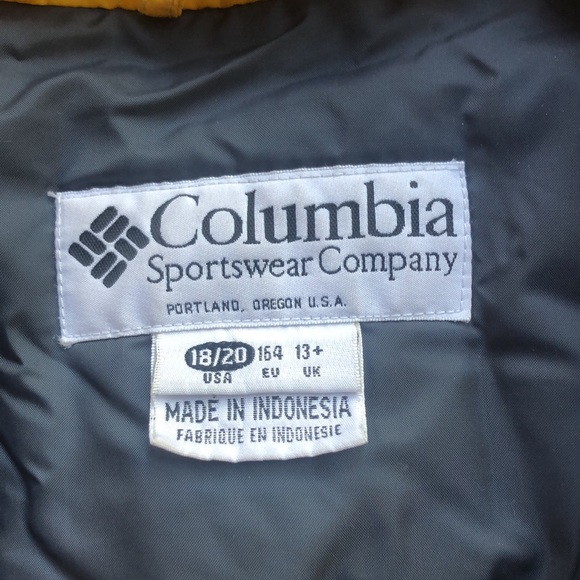 Columbia
Sportswear Company
PORTLAND, OREGON U.S.A.
18/20 164 13+
USA EU UK
MADE IN INDONESIA
FABRIQUE EN INDONESIE